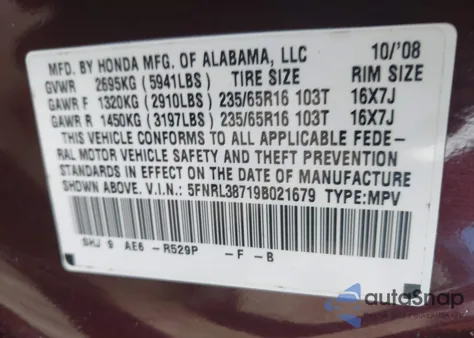 MFD. BY HONDA MFG. OF ALABAMA, LLC 10/'08
GVWR 2695KG (5941LBS) TIRE SIZE RIM SIZE
GAWR F 1320KG (2910LBS) 235/65R16 103T 16X7J
GAWR R 1450KG (3197LBS) 235/65R16 103T 16X7J
THIS VEHICLE CONFORMS TO ALL APPLICABLE FEDE-
RAL MOTOR VEHICLE SAFETY AND THEFT PREVENTION
STANDARDS IN EFFECT ON THE DATE OF MANUFACTURE
SHOWN ABOVE. V.I.N.: 5FNRL38719B021679 TYPE:MPV
SHJ 9 AE6 -R529P -F -B
autoSnap